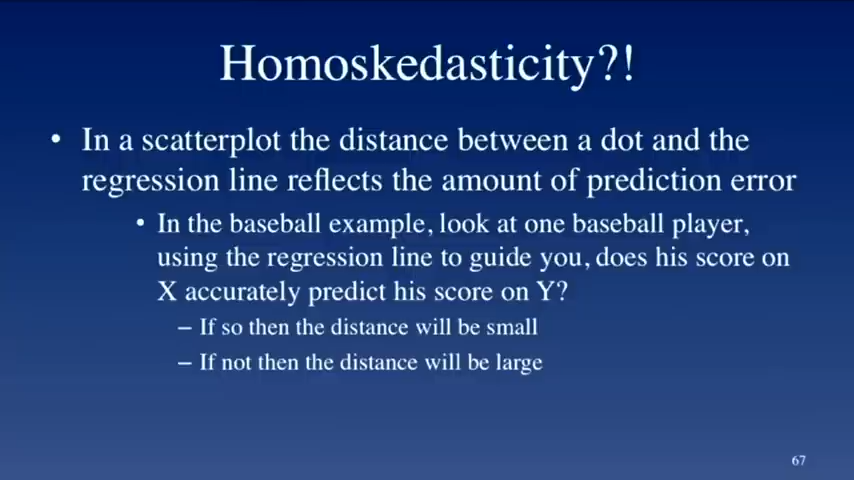 Homoskedasticity?!
• In a scatterplot the distance between a dot and the
regression line reflects the amount of prediction error
• In the baseball example, look at one baseball player,
using the regression line to guide you, does his score on
X accurately predict his score on Y?
– If so then the distance will be small
– If not then the distance will be large
67